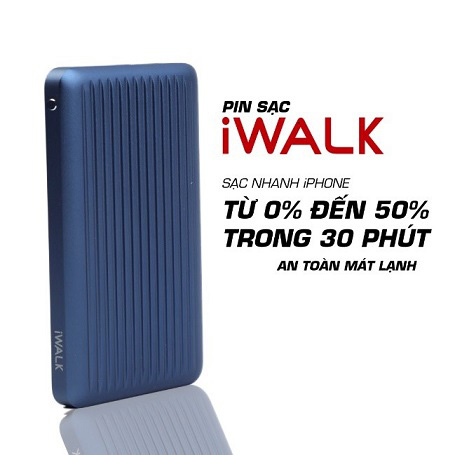 PIN SẠC
iWALK
SẠC NHANH iPHONE
TỪ 0% ĐẾN 50%
TRONG 30 PHÚT
AN TOÀN MÁT LẠNH
iWALK